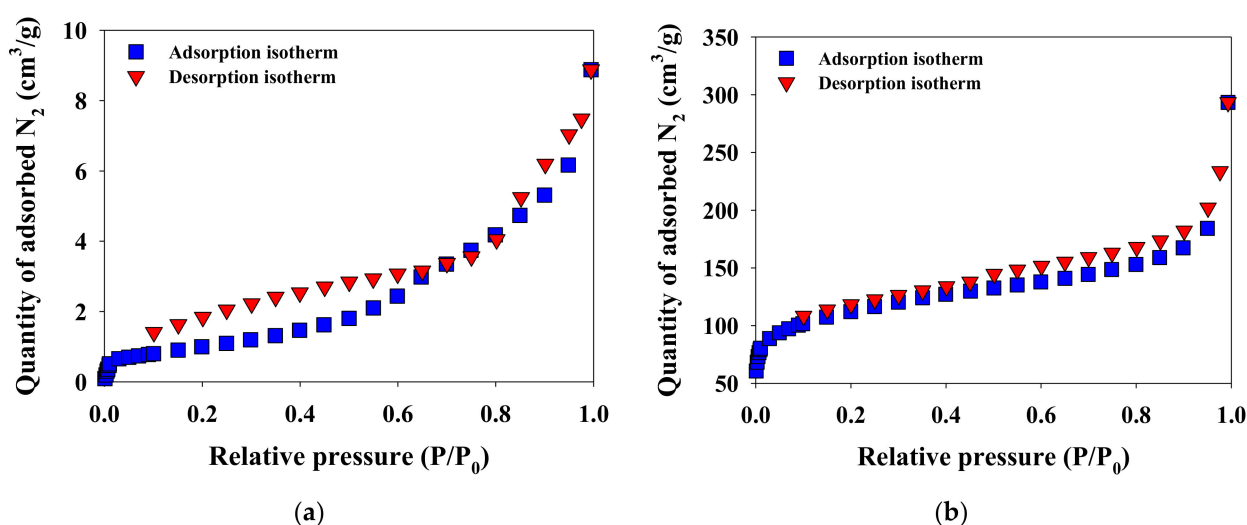 10
8
6
4
2
0
Quantity of adsorbed N₂ (cm³/g)
Adsorption isotherm
Desorption isotherm
0.0 0.2 0.4 0.6 0.8 1.0
Relative pressure (P/P₀)
(a)
350
300
250
200
150
100
50
Quantity of adsorbed N₂ (cm³/g)
Adsorption isotherm
Desorption isotherm
0.0 0.2 0.4 0.6 0.8 1.0
Relative pressure (P/P₀)
(b)